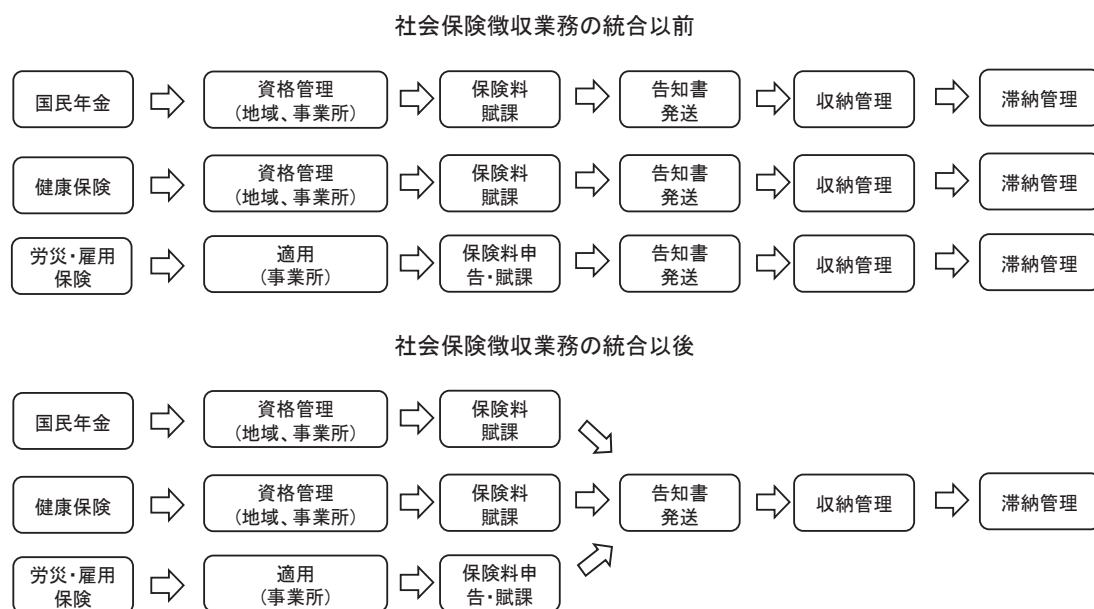 社会保険徴収業務の統合以前
国民年金
資格管理
(地域、事業所)
保険料
賦課
告知書
発送
収納管理
滞納管理
健康保険
資格管理
(地域、事業所)
保険料
賦課
告知書
発送
収納管理
滞納管理
労災・雇用
保険
適用
(事業所)
保険料申
告・賦課
告知書
発送
収納管理
滞納管理
社会保険徴収業務の統合以後
国民年金
資格管理
(地域、事業所)
保険料
賦課
健康保険
資格管理
(地域、事業所)
保険料
賦課
告知書
発送
収納管理
滞納管理
労災・雇用
保険
適用
(事業所)
保険料申
告・賦課